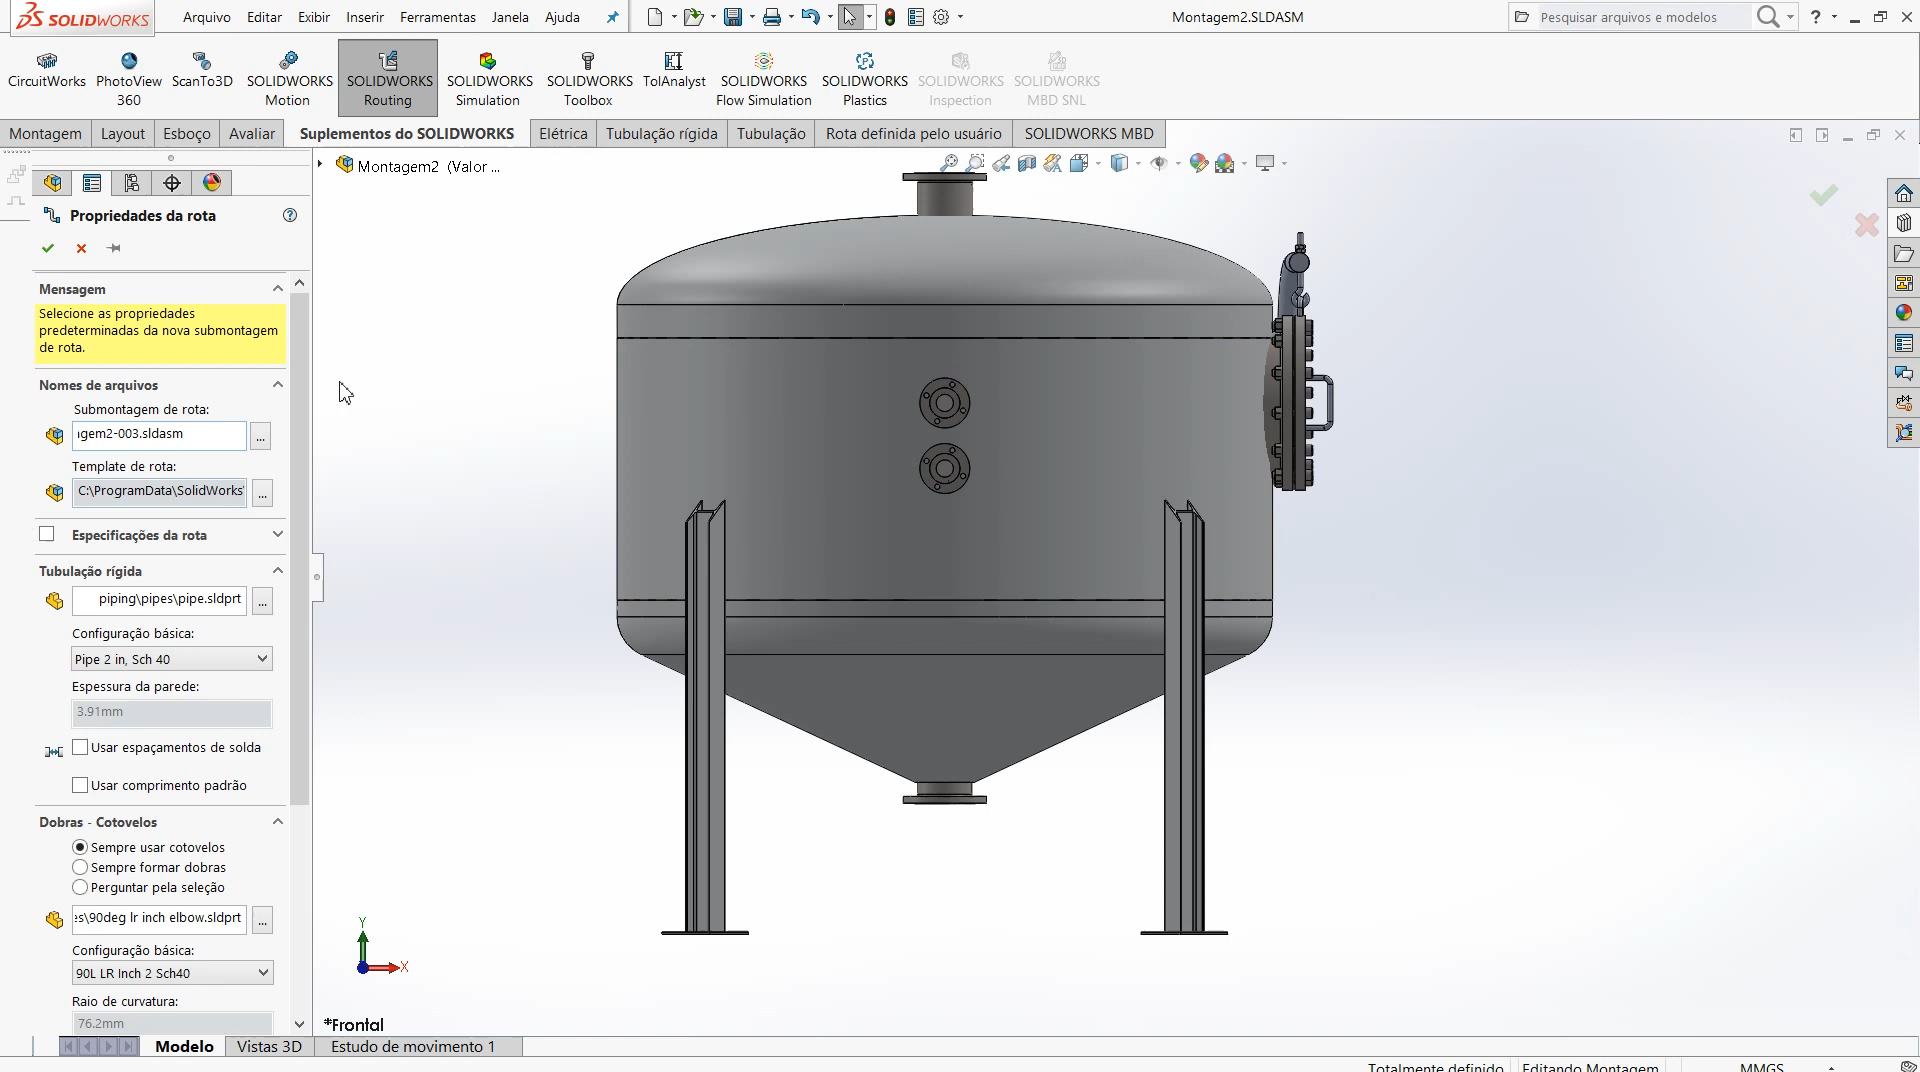 SOLIDWORKS
Arquivo Editar Exibir Inserir Ferramentas Janela Ajuda
Montagem2.SLDASM
Pesquisar arquivos e modelos
?
CircuitWorks
PhotoView
360
ScanTo3D
SOLIDWORKS
Motion
SOLIDWORKS
Routing
SOLIDWORKS
Simulation
SOLIDWORKS
Toolbox
TolAnalyst
SOLIDWORKS
Flow Simulation
SOLIDWORKS
Plastics
SOLIDWORKS
Inspection
SOLIDWORKS
MBD SNL
Montagem Layout Esboço Avaliar Suplementos do SOLIDWORKS Elétrica Tubulação rígida Tubulação Rota definida pelo usuário SOLIDWORKS MBD
Montagem2 (Valor ...
Propriedades da rota
?
Mensagem
Selecione as propriedades
predeterminadas da nova submontagem
de rota.
Nomes de arquivos
Submontagem de rota:
agem2-003.sldasm
...
Template de rota:
C:\ProgramData\SolidWorks\
...
Especificações da rota
Tubulação rígida
piping\pipes\pipe.sldprt
...
Configuração básica:
Pipe 2 in, Sch 40
Espessura da parede:
3.91mm
Usar espaçamentos de solda
Usar comprimento padrão
Dobras - Cotovelos
Sempre usar cotovelos
Sempre formar dobras
Perguntar pela seleção
s\90deg lr inch elbow.sldprt
...
Configuração básica:
90L LR Inch 2 Sch40
Raio de curvatura:
76.2mm
Y
X
*Frontal
Modelo Vistas 3D Estudo de movimento 1
Totalmente definido Editando Montagem MMGS